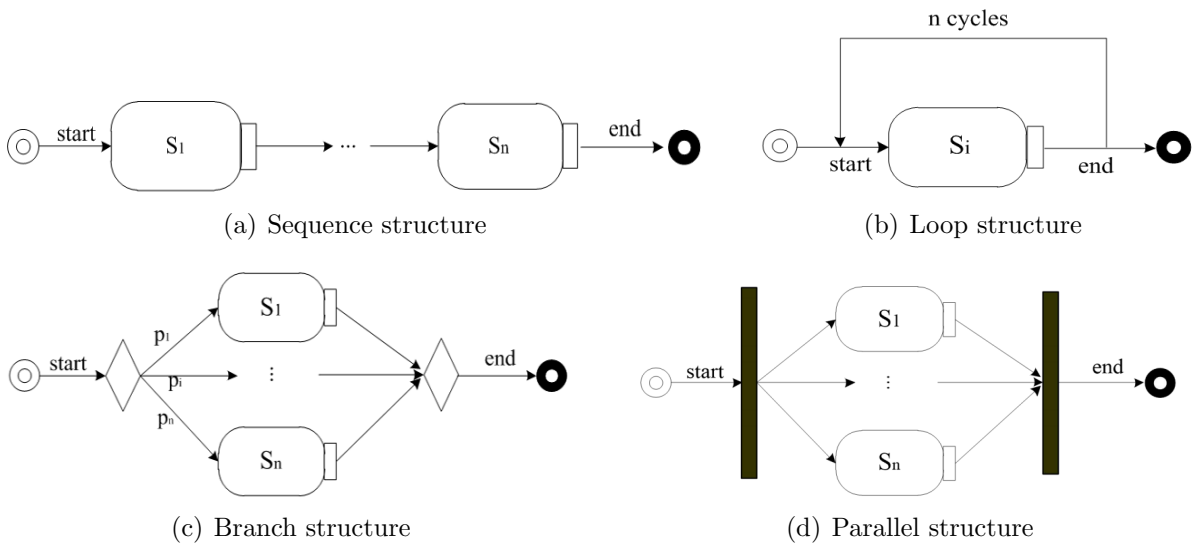 n cycles
start
S1
...
Sn
end
start
Si
end
(a) Sequence structure
(b) Loop structure
start
p1
pi
pn
S1
...
Sn
end
start
S1
...
Sn
end
(c) Branch structure
(d) Parallel structure